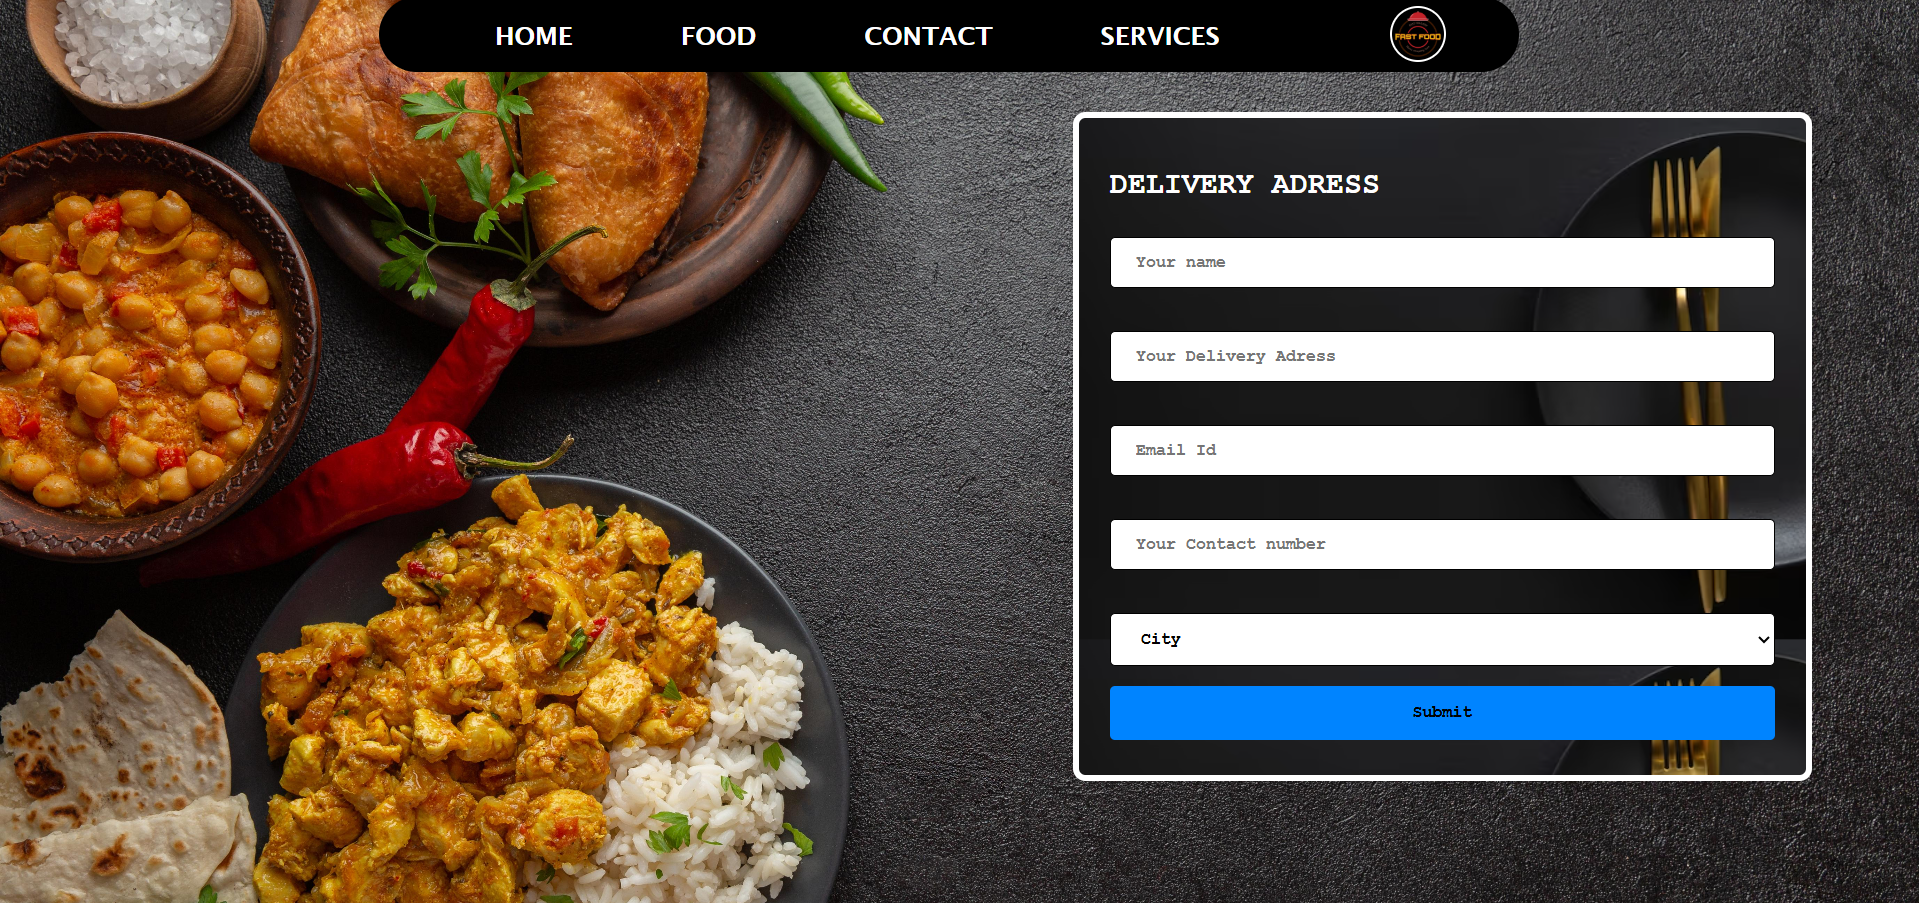 HOME FOOD CONTACT SERVICES
FAST FOOD
DELIVERY ADRESS
Your name
Your Delivery Adress
Email Id
Your Contact number
City
Submit